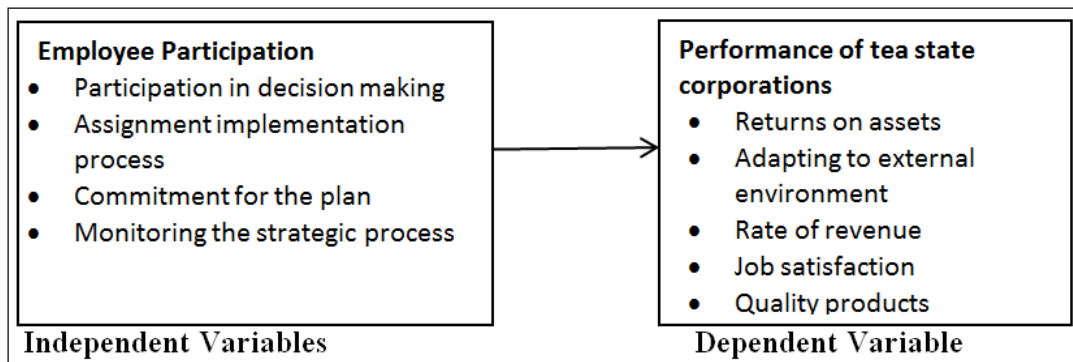 Employee Participation
• Participation in decision making
• Assignment implementation
process
• Commitment for the plan
• Monitoring the strategic process
Independent Variables
Performance of tea state
corporations
• Returns on assets
• Adapting to external
environment
• Rate of revenue
• Job satisfaction
• Quality products
Dependent Variable